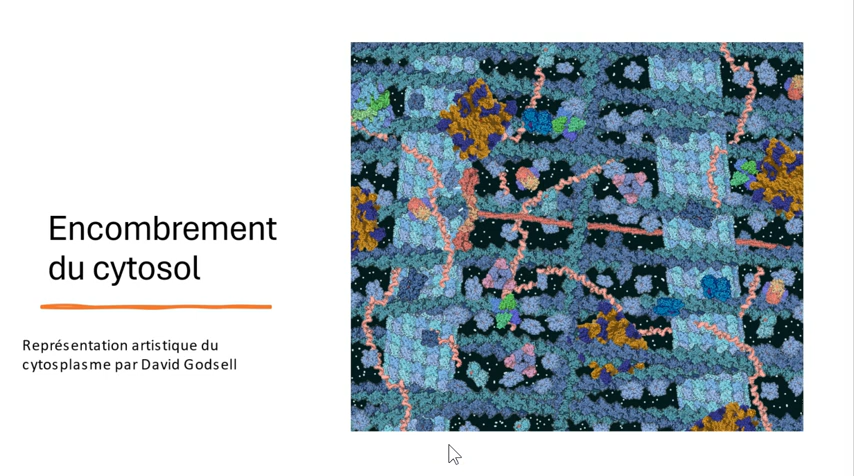 Encombrement
du cytosol
Représentation artistique du
cytosplasme par David Godsell